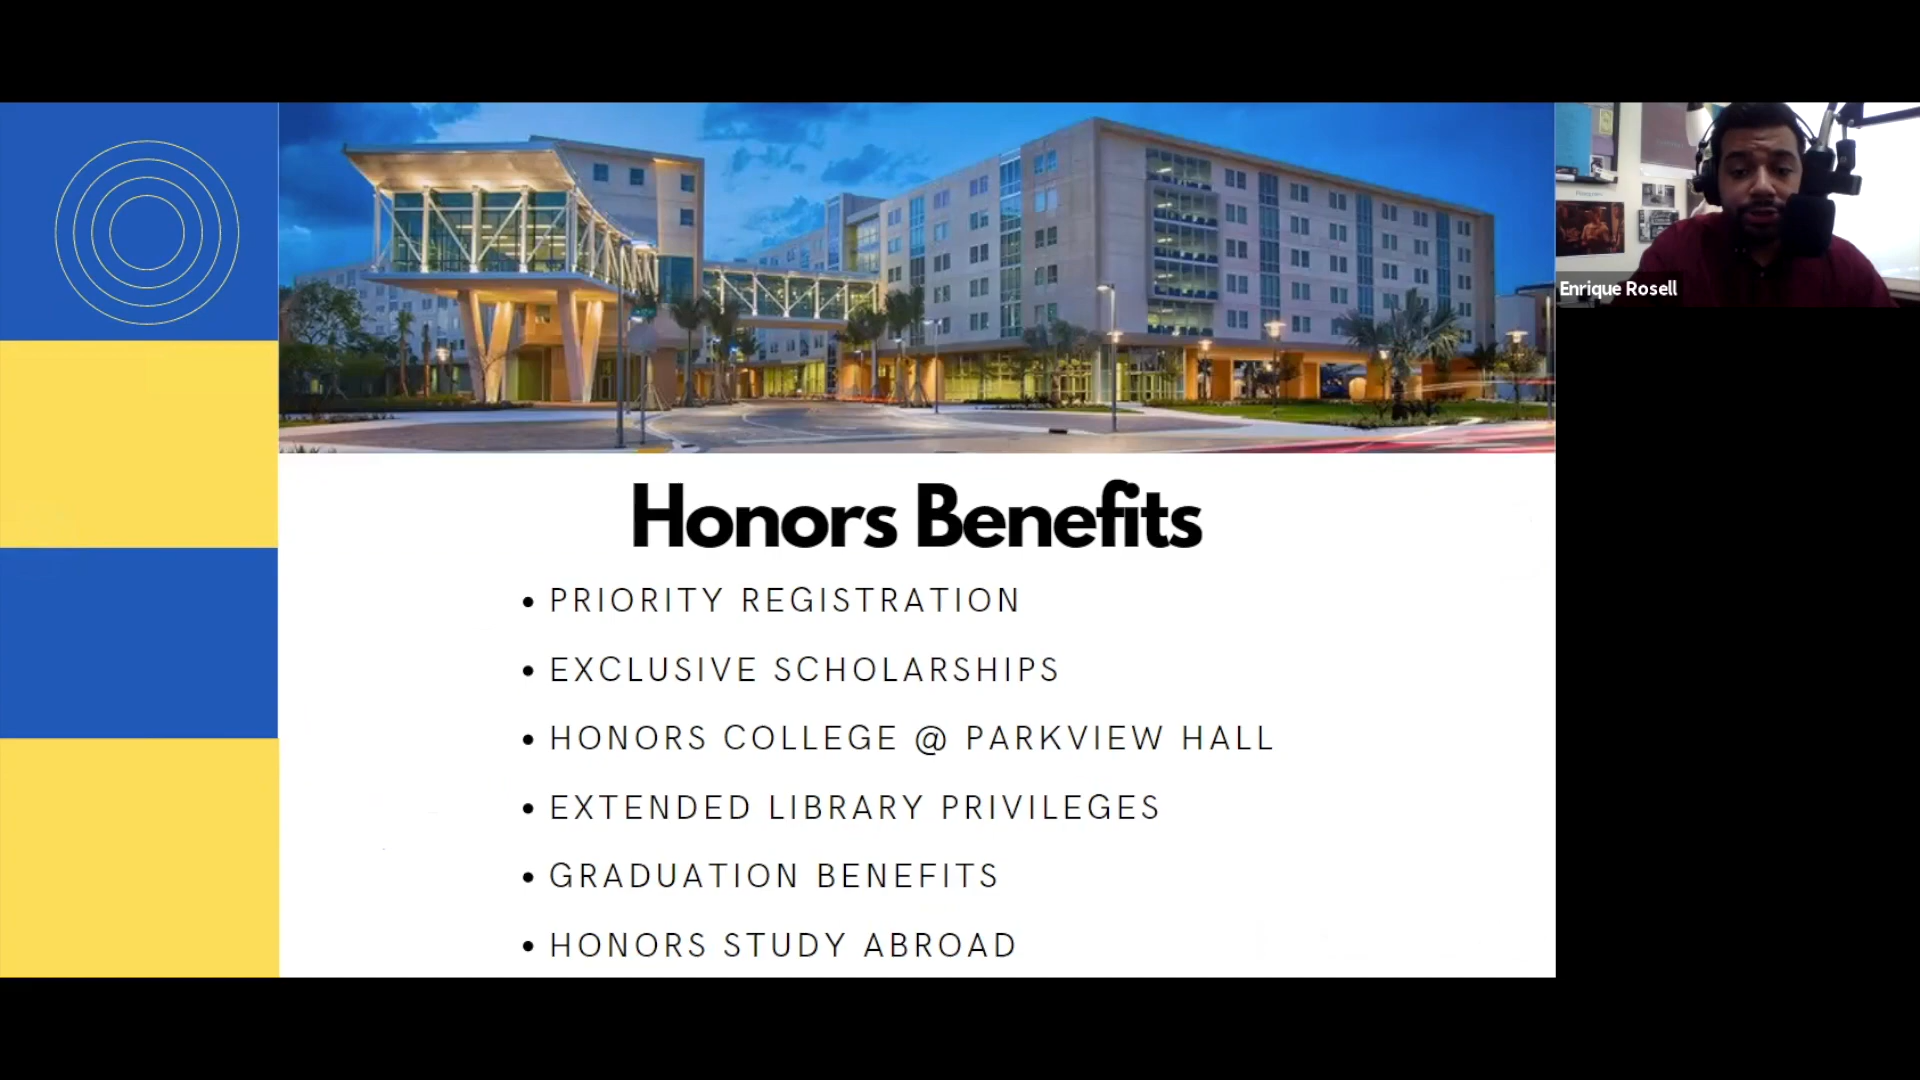 Enrique Rosell
Honors Benefits
• PRIORITY REGISTRATION
• EXCLUSIVE SCHOLARSHIPS
• HONORS COLLEGE @ PARKVIEW HALL
• EXTENDED LIBRARY PRIVILEGES
• GRADUATION BENEFITS
• HONORS STUDY ABROAD